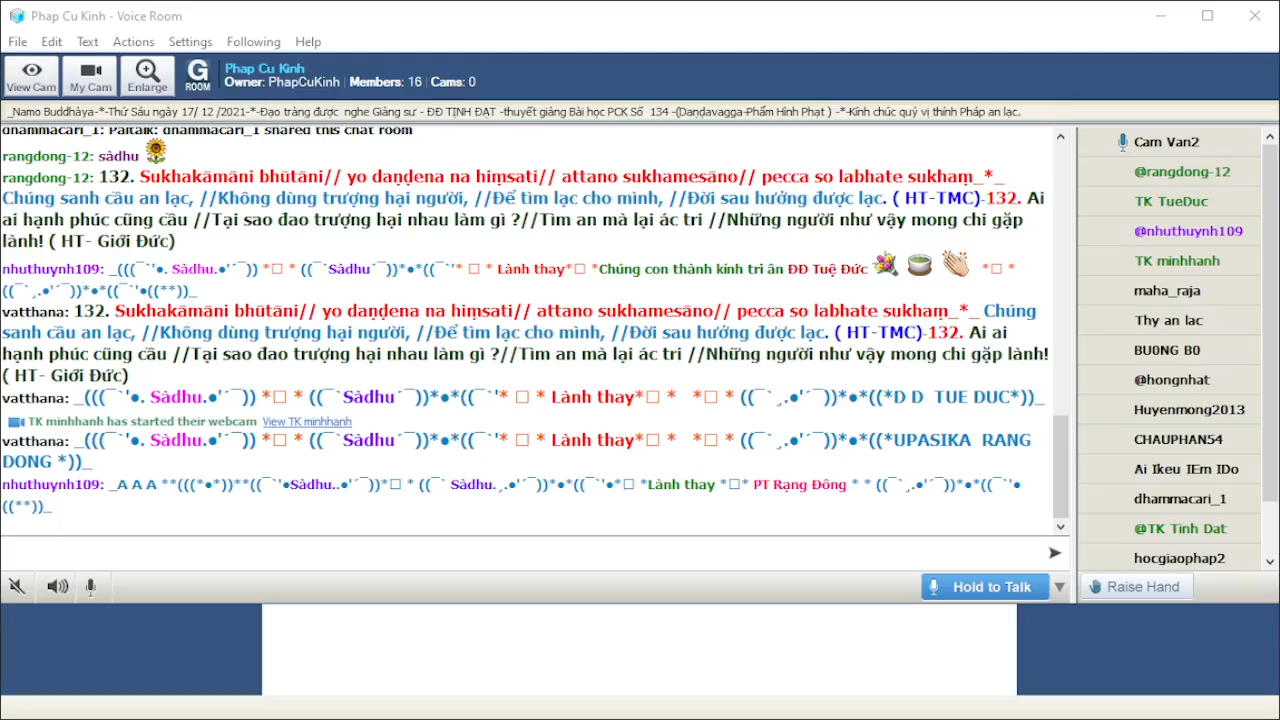 Phap Cu Kinh - Voice Room
File Edit Text Actions Settings Following Help
View Cam My Cam Enlarge G ROOM
Phap Cu Kinh
Owner: PhapCuKinh Members: 16 Cams: 0
_Namo Buddhàya-*-Thứ Sáu ngày 17/ 12 /2021-*-Đạo tràng được nghe Giảng sư - ĐĐ TỊNH ĐẠT -thuyết giảng Bài học PCK Số 134 -(Daṇḍavagga-Phẩm Hình Phạt ) -*-Kính chúc quý vị thính Pháp an lạc.
dhammacari_1: Paltalk: dhammacari_1 shared this chat room
rangdong-12: sàdhu
rangdong-12: 132. Sukhakāmāni bhūtāni// yo daṇḍena na hiṃsati// attano sukhamesāno// pecca so labhate sukhaṃ_*_
Chúng sanh cầu an lạc, //Không dùng trượng hại người, //Để tìm lạc cho mình, //Đời sau hưởng được lạc. ( HT-TMC)-132. Ai
ai hạnh phúc cũng cầu //Tại sao đao trượng hại nhau làm gì ?//Tìm an mà lại ác tri //Những người như vậy mong chi gặp
lành! ( HT- Giới Đức)
nhuthuynh109: _(((¯`'●. Sàdhu.●'´¯)) *□ * ((¯`Sàdhu´¯))*●*((¯`'* □ * Lành thay*□ *Chúng con thành kính tri ân ĐĐ Tuệ Đức *□ *
((¯`¸.●'´¯))*●*((¯`'●((**))_
vatthana: 132. Sukhakāmāni bhūtāni// yo daṇḍena na hiṃsati// attano sukhamesāno// pecca so labhate sukhaṃ_*_ Chúng
sanh cầu an lạc, //Không dùng trượng hại người, //Để tìm lạc cho mình, //Đời sau hưởng được lạc. ( HT-TMC)-132. Ai ai
hạnh phúc cũng cầu //Tại sao đao trượng hại nhau làm gì ?//Tìm an mà lại ác tri //Những người như vậy mong chi gặp lành!
( HT- Giới Đức)
vatthana: _(((¯`'●. Sàdhu.●'´¯)) *□ * ((¯`Sàdhu´¯))*●*((¯`'* □ * Lành thay*□ * *□ * ((¯`¸.●'´¯))*●*((*D D TUE DUC*))_
TK minhhanh has started their webcam View TK minhhanh
vatthana: _(((¯`'●. Sàdhu.●'´¯)) *□ * ((¯`Sàdhu´¯))*●*((¯`'* □ * Lành thay*□ * *□ * ((¯`¸.●'´¯))*●*((*UPASIKA RANG
DONG *))_
nhuthuynh109: _A A A **(((*●*))**((¯`'●Sàdhu..●'´¯))*□ * ((¯` Sàdhu.¸.●'´¯))*●*((¯`'●*□ *Lành thay *□* PT Rạng Đông * * ((¯`¸.●'´¯))*●*((¯`'●
((**))_
Hold to Talk
Cam Van2
@rangdong-12
TK TueDuc
@nhuthuynh109
TK minhhanh
maha_raja
Thy an lac
BU0NG B0
@hongnhat
Huyenmong2013
CHAUPHAN54
Ai Ikeu IEm IDo
dhammacari_1
@TK Tinh Dat
hocgiaophap2
Raise Hand